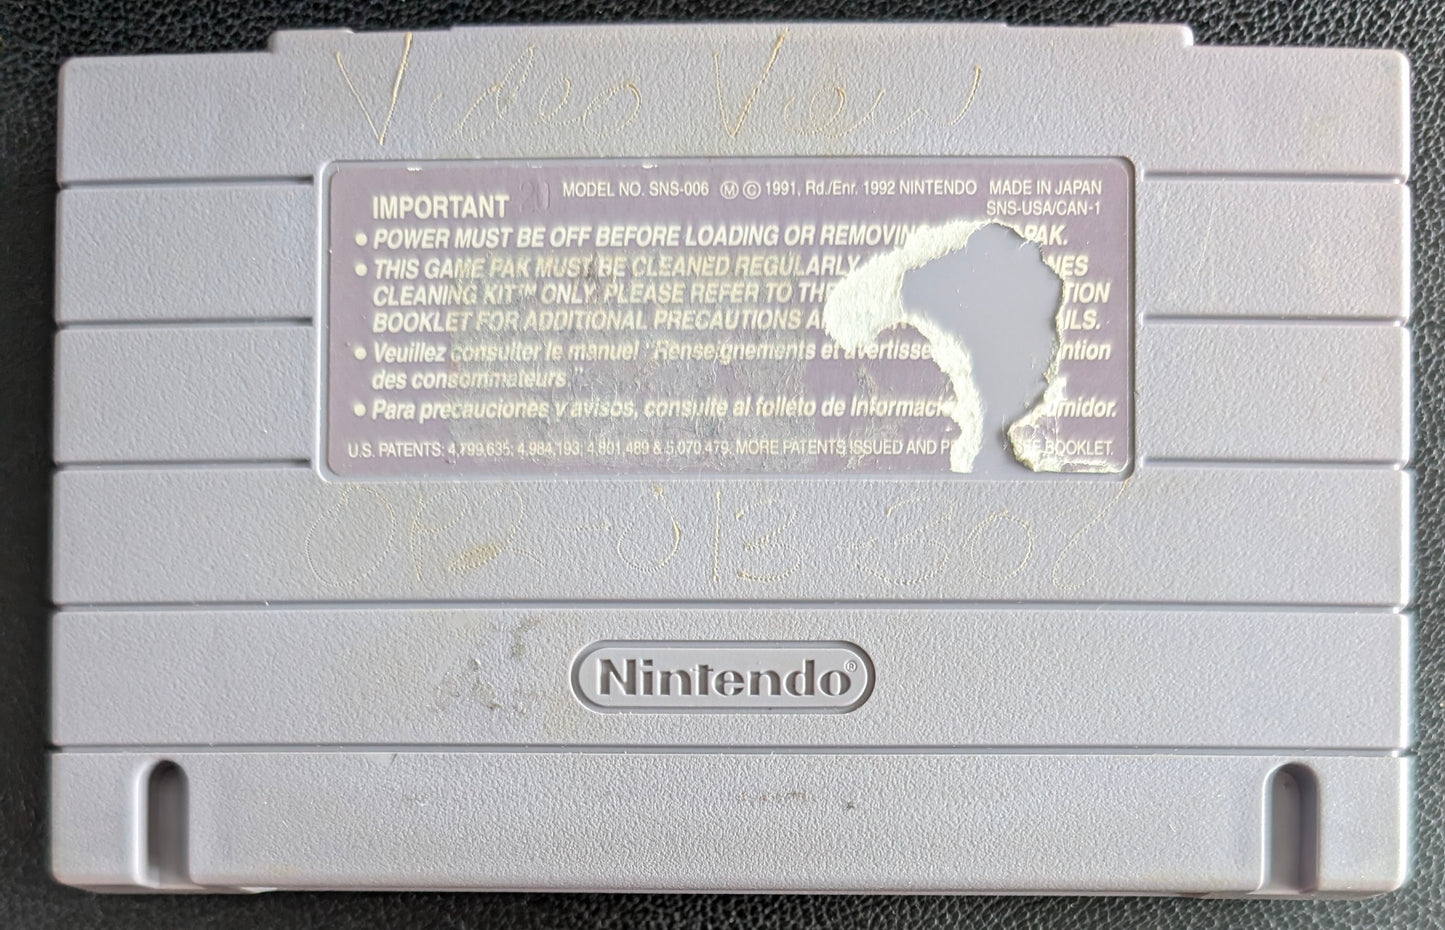 Video View
IMPORTANT 20 MODEL NO. SNS-006 Ⓜ © 1991, Rd./Enr. 1992 NINTENDO MADE IN JAPAN
SNS-USA/CAN-1
• POWER MUST BE OFF BEFORE LOADING OR REMOVING PAK.
• THIS GAME PAK MUST BE CLEANED REGULARLY
CLEANING KIT™ ONLY. PLEASE REFER TO THE
BOOKLET FOR ADDITIONAL PRECAUTIONS
• Veuillez consulter le manuel "Renseignements et
des consommateurs."
• Para precauciones y avisos, consulte al folleto de
U.S. PATENTS: 4,799,635; 4,984,193; 4,801,489 & 5,070,479; MORE PATENTS ISSUED AND BOOKLET.
Nintendo®